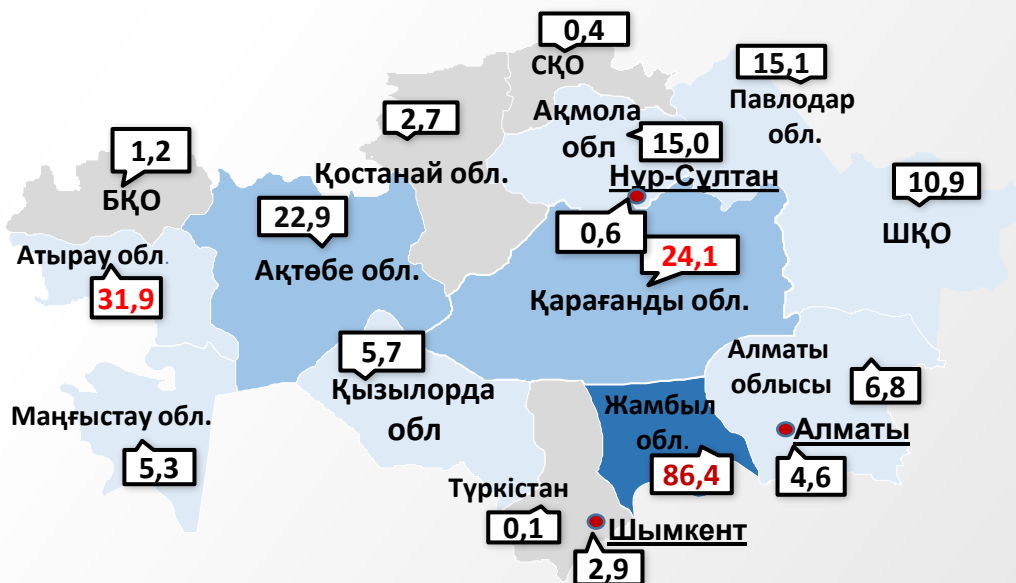 0,4
СҚО
15,1
Павлодар
обл.
Ақмола
обл
15,0
2,7
Қостанай обл.
1,2
БҚО
Нұр-Сұлтан
0,6
10,9
ШҚО
22,9
Ақтөбе обл.
Атырау обл.
31,9
24,1
Қарағанды обл.
5,7
Қызылорда
обл
Алматы
облысы
6,8
Маңғыстау обл.
5,3
Жамбыл
обл.
86,4
Алматы
4,6
Түркістан
0,1
Шымкент
2,9